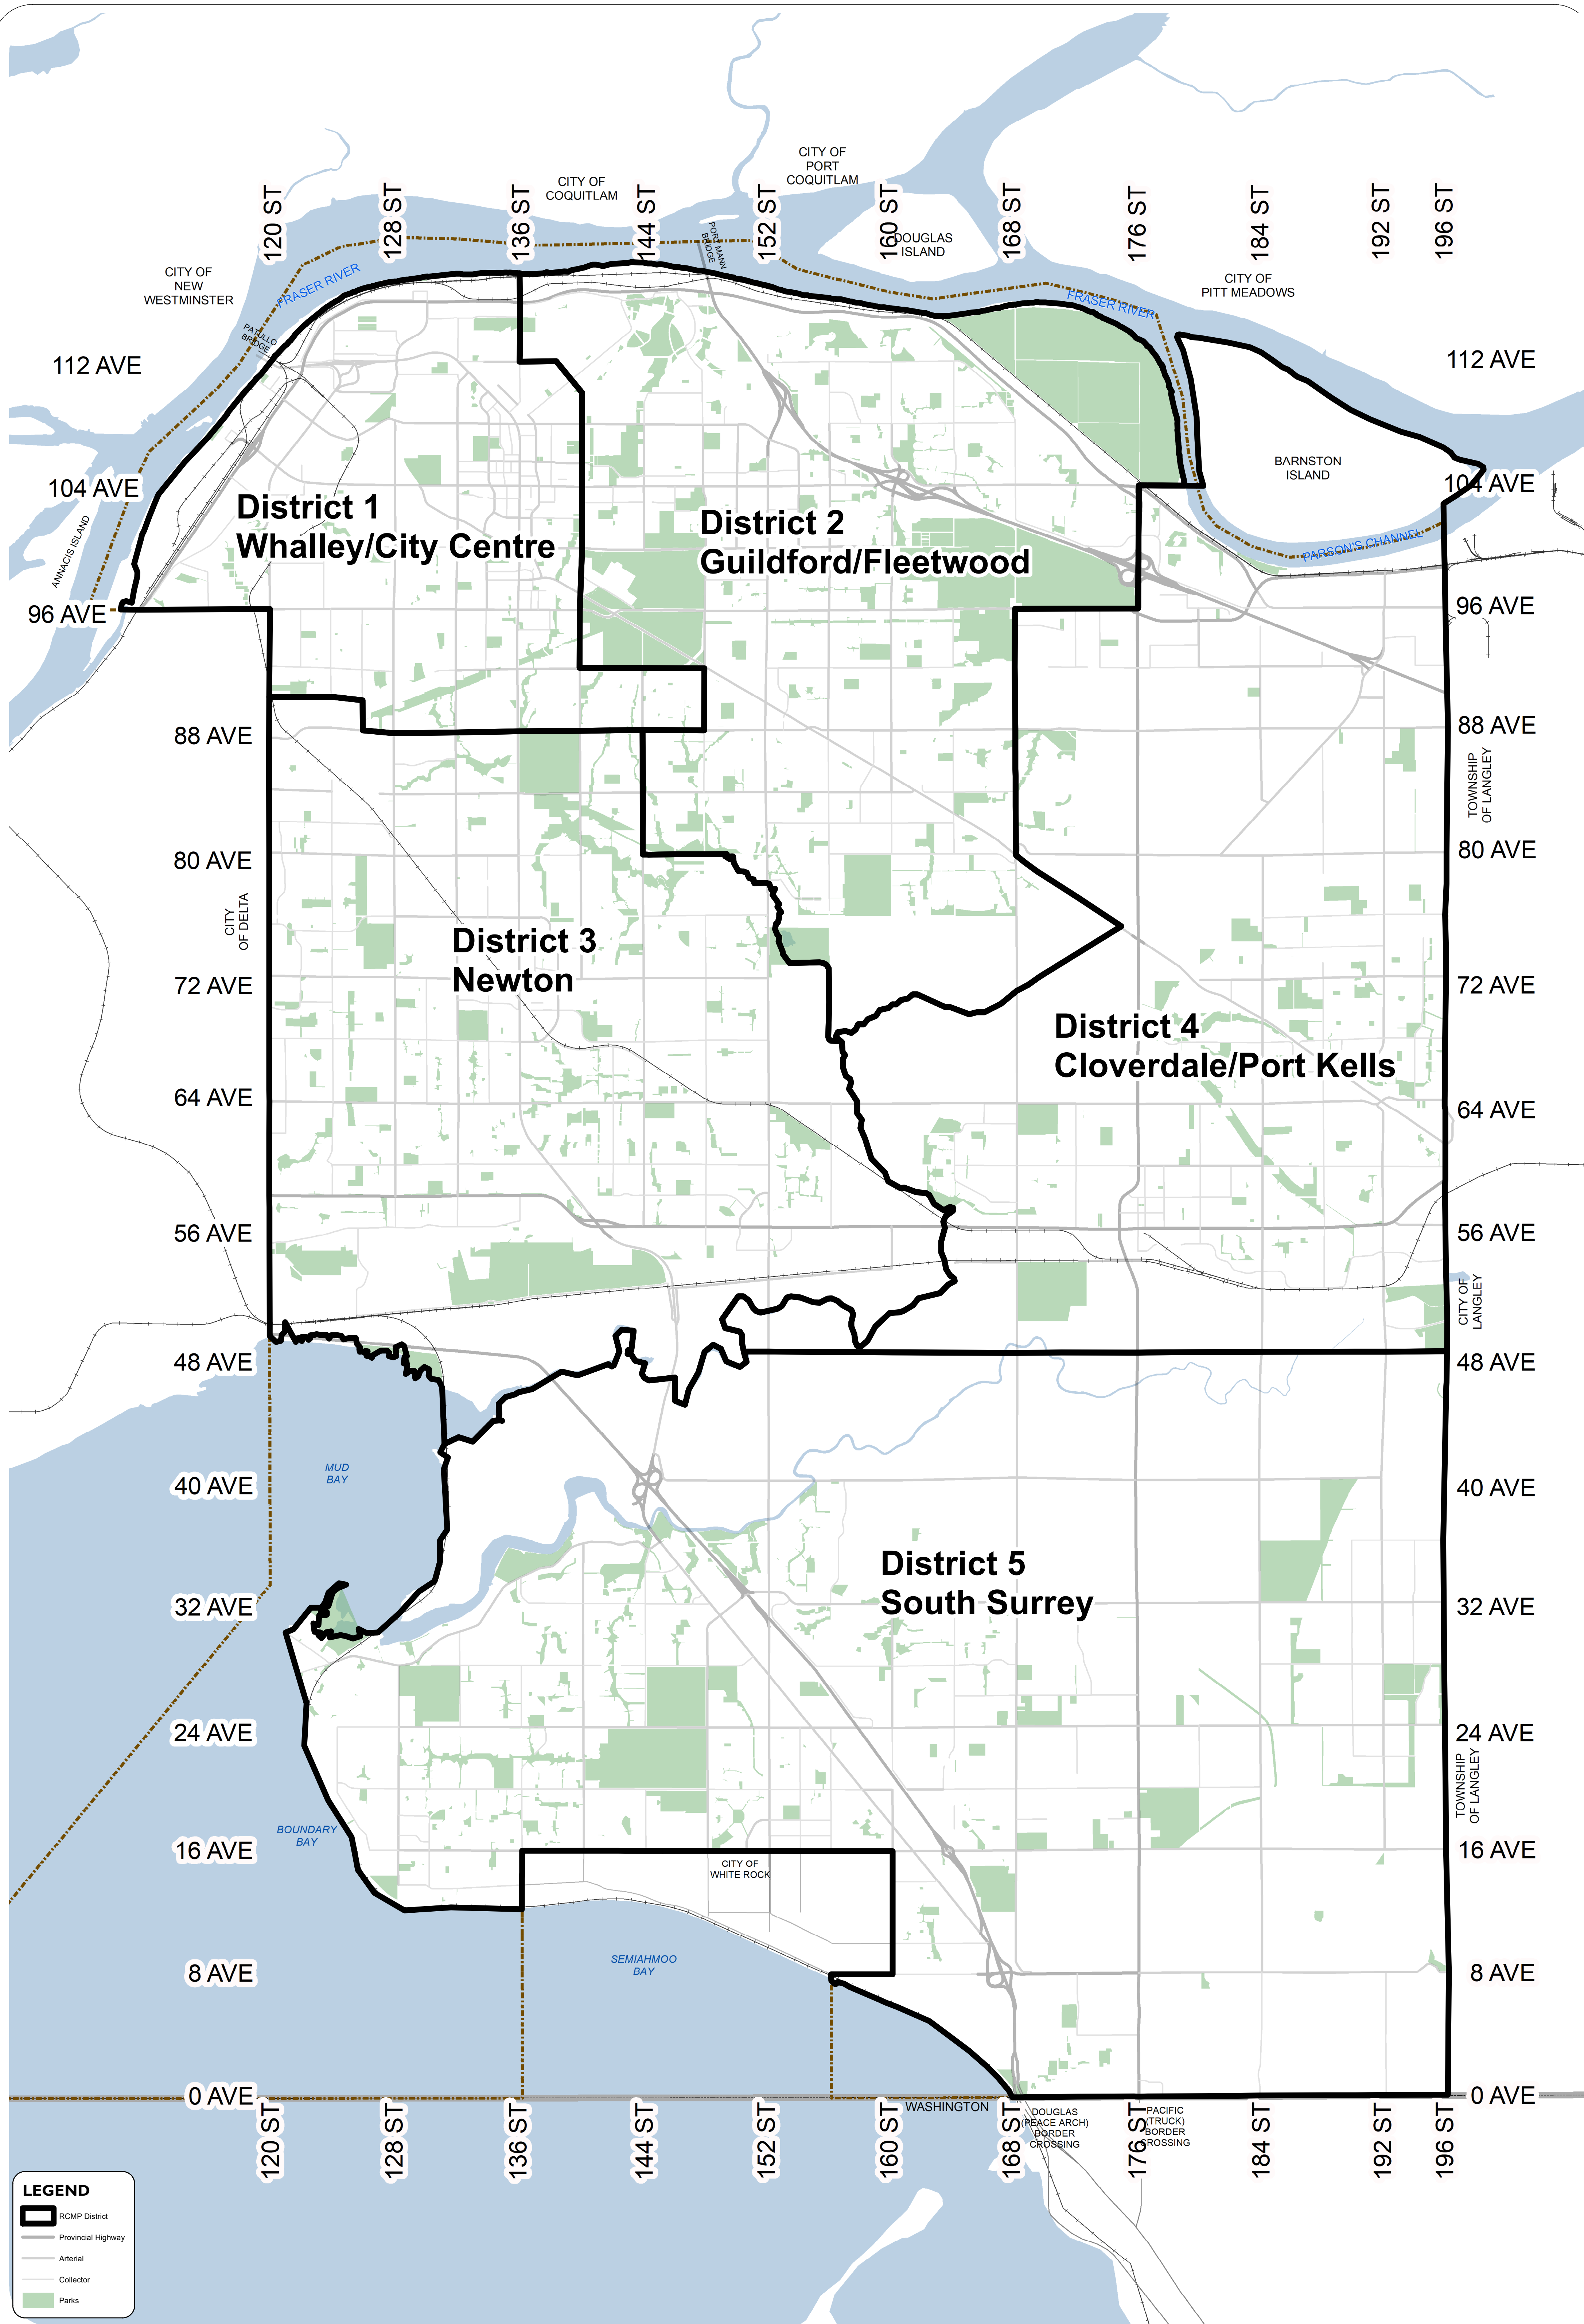 CITY OF
PORT
COQUITLAM
CITY OF
COQUITLAM
120 ST
128 ST
136 ST
144 ST
152 ST
160 ST
168 ST
176 ST
184 ST
192 ST
196 ST
PORT MANN
BRIDGE
DOUGLAS
ISLAND
CITY OF
NEW
WESTMINSTER
FRASER RIVER
FRASER RIVER
CITY OF
PITT MEADOWS
PATULLO
BRIDGE
112 AVE
112 AVE
BARNSTON
ISLAND
104 AVE
104 AVE
District 1
Whalley/City Centre
District 2
Guildford/Fleetwood
ANNACIS ISLAND
PARSON'S CHANNEL
96 AVE
96 AVE
88 AVE
88 AVE
TOWNSHIP
OF LANGLEY
80 AVE
80 AVE
CITY
OF DELTA
District 3
Newton
72 AVE
72 AVE
District 4
Cloverdale/Port Kells
64 AVE
64 AVE
56 AVE
56 AVE
CITY OF
LANGLEY
48 AVE
48 AVE
MUD
BAY
40 AVE
40 AVE
District 5
South Surrey
32 AVE
32 AVE
24 AVE
24 AVE
TOWNSHIP
OF LANGLEY
BOUNDARY
BAY
16 AVE
16 AVE
CITY OF
WHITE ROCK
SEMIAHMOO
BAY
8 AVE
8 AVE
0 AVE
0 AVE
WASHINGTON
DOUGLAS
(PEACE ARCH)
BORDER
CROSSING
PACIFIC
(TRUCK)
BORDER
CROSSING
120 ST
128 ST
136 ST
144 ST
152 ST
160 ST
168 ST
176 ST
184 ST
192 ST
196 ST
LEGEND
RCMP District
Provincial Highway
Arterial
Collector
Parks